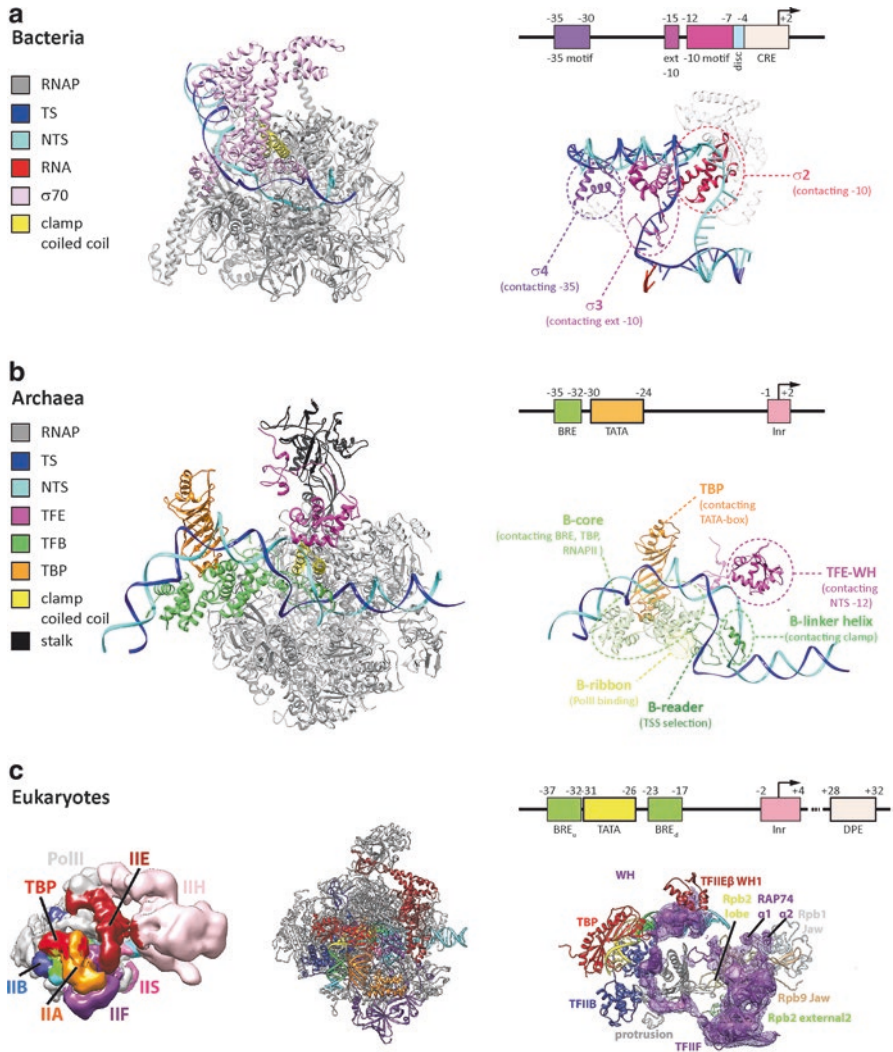 a
Bacteria
RNAP
TS
NTS
RNA
σ70
clamp
coiled coil
-35 -30 -15 -12 -7 -4 +2
-35 motif
ext
-10
-10 motif
disc
CRE
σ2
(contacting -10)
σ4
(contacting -35)
σ3
(contacting ext -10)
b
Archaea
RNAP
TS
NTS
TFE
TFB
TBP
clamp
coiled coil
stalk
-35 -32 -30 -24 -1 +2
BRE TATA Inr
TBP
(contacting
TATA-box)
B-core
(contacting BRE, TBP,
RNAPII )
TFE-WH
(contacting
NTS -12)
B-linker helix
(contacting clamp)
B-ribbon
(PolII binding)
B-reader
(TSS selection)
c
Eukaryotes
-37 -32 -31 -26 -23 -17 -2 +4 +28 +32
BREu TATA BREd Inr DPE
PolII
IIE
IIH
TBP
IIB
IIA
IIF
IIS
WH
TFIIEβ WH1
TBP
Rpb2
lobe
RAP74
α1 α2
Rpb1
Jaw
TFIIB
Rpb9 Jaw
protrusion
Rpb2 external2
TFIIF